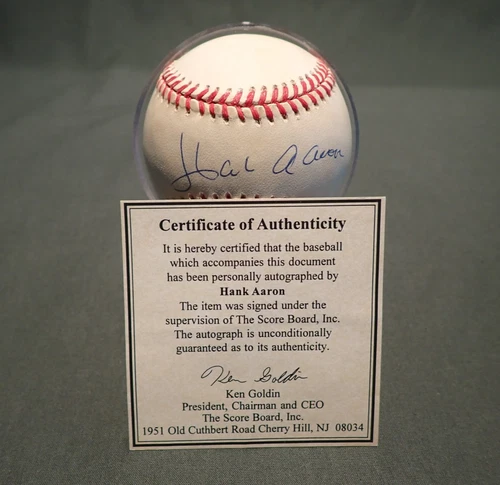 Hank Aaron
Certificate of Authenticity
It is hereby certified that the baseball
which accompanies this document
has been personally autographed by
Hank Aaron
The item was signed under the
supervision of The Score Board, Inc.
The autograph is unconditionally
guaranteed as to its authenticity.
Ken Goldin
Ken Goldin
President, Chairman and CEO
The Score Board, Inc.
1951 Old Cuthbert Road Cherry Hill, NJ 08034